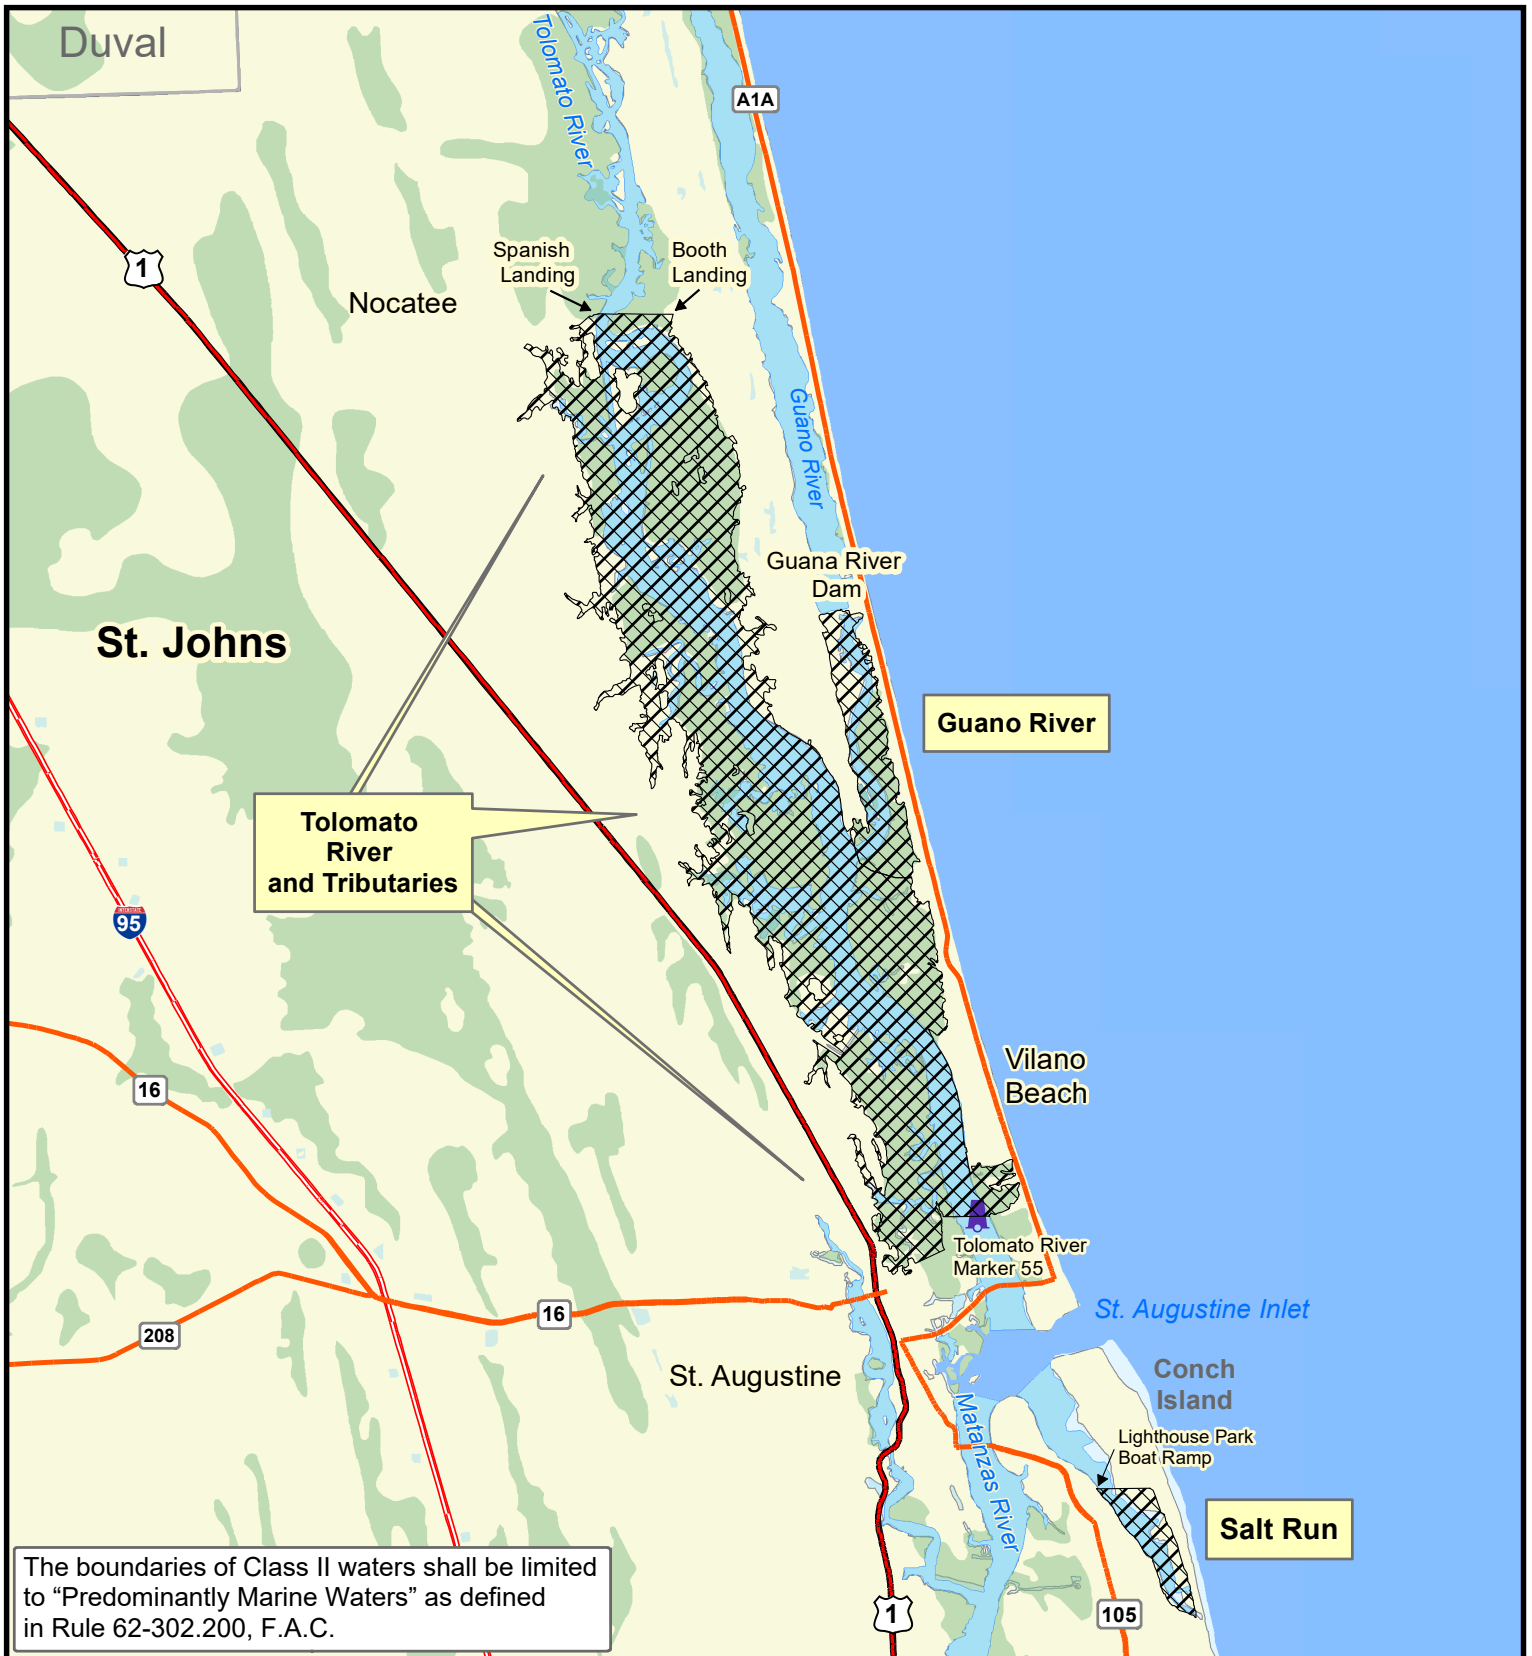 Duval
Tolomato River
A1A
1
Spanish
Landing
Booth
Landing
Nocatee
Guano River
Guana River
Dam
St. Johns
Guano River
Tolomato
River
and Tributaries
INTERSTATE
95
16
Vilano
Beach
Tolomato River
Marker 55
St. Augustine Inlet
16
208
St. Augustine
Conch
Island
Matanzas River
Lighthouse Park
Boat Ramp
Salt Run
The boundaries of Class II waters shall be limited
to “Predominantly Marine Waters” as defined
in Rule 62-302.200, F.A.C.
1
105